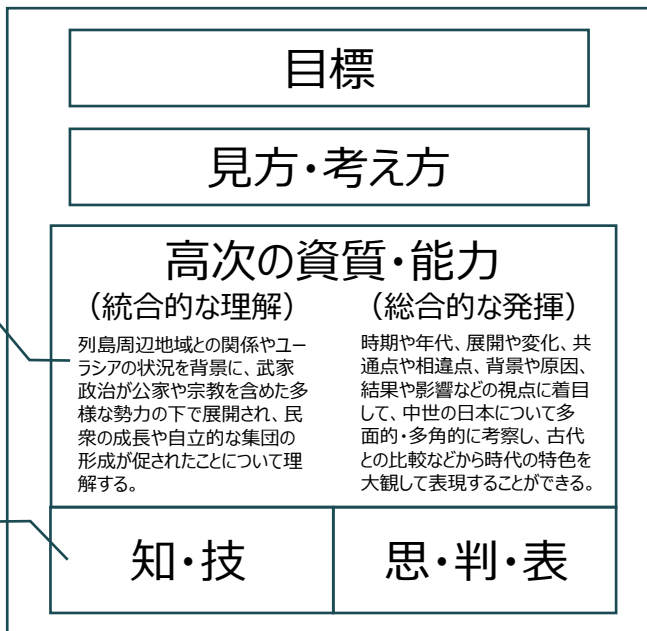 目標
見方・考え方
高次の資質・能力
（統合的な理解）
列島周辺地域との関係やユー
ラシアの状況を背景に、武家
政治が公家や宗教を含めた多
様な勢力の下で展開され、民
衆の成長や自立的な集団の
形成が促されたことについて理
解する。
（総合的な発揮）
時期や年代、展開や変化、共
通点や相違点、背景や原因、
結果や影響などの視点に着目
して、中世の日本について多
面的・多角的に考察し、古代
との比較などから時代の特色を
大観して表現することができる。
知・技
思・判・表